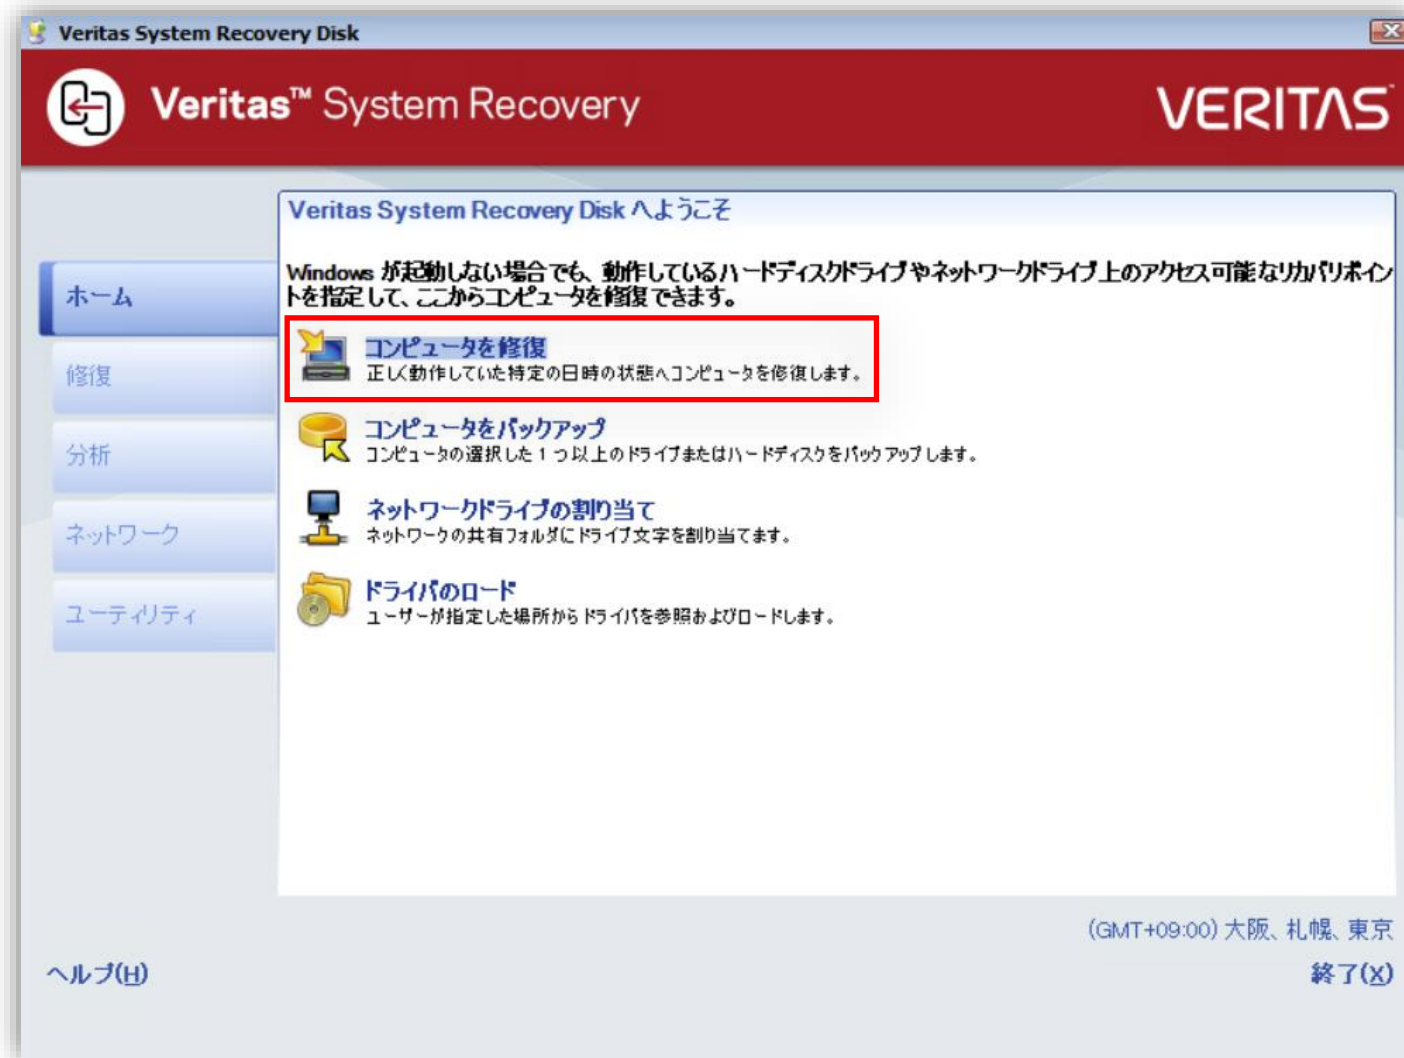 Veritas System Recovery Disk
Veritas™ System Recovery
VERITAS
Veritas System Recovery Disk へようこそ
Windows が起動しない場合でも、動作しているハードディスクドライブやネットワークドライブ上のアクセス可能なリカバリポイン
トを指定して、ここからコンピュータを修復できます。
ホーム
コンピュータを修復
正しく動作していた特定の日時の状態へコンピュータを修復します。
修復
コンピュータをバックアップ
コンピュータの選択した 1 つ以上のドライブまたはハードディスクをバックアップします。
分析
ネットワークドライブの割り当て
ネットワークの共有フォルダにドライブ文字を割り当てます。
ネットワーク
ドライバのロード
ユーザーが指定した場所からドライバを参照およびロードします。
ユーティリティ
(GMT+09:00) 大阪、札幌、東京
ヘルプ(H)
終了(X)